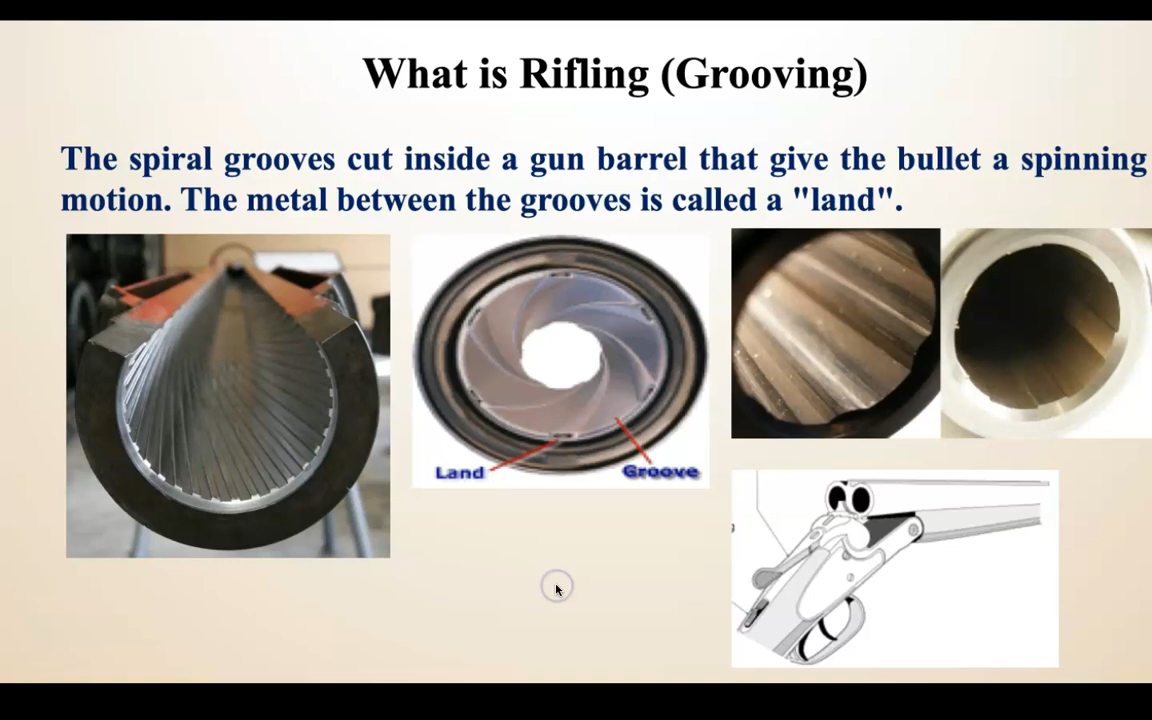 What is Rifling (Grooving)
The spiral grooves cut inside a gun barrel that give the bullet a spinning
motion. The metal between the grooves is called a "land".
Land
Groove